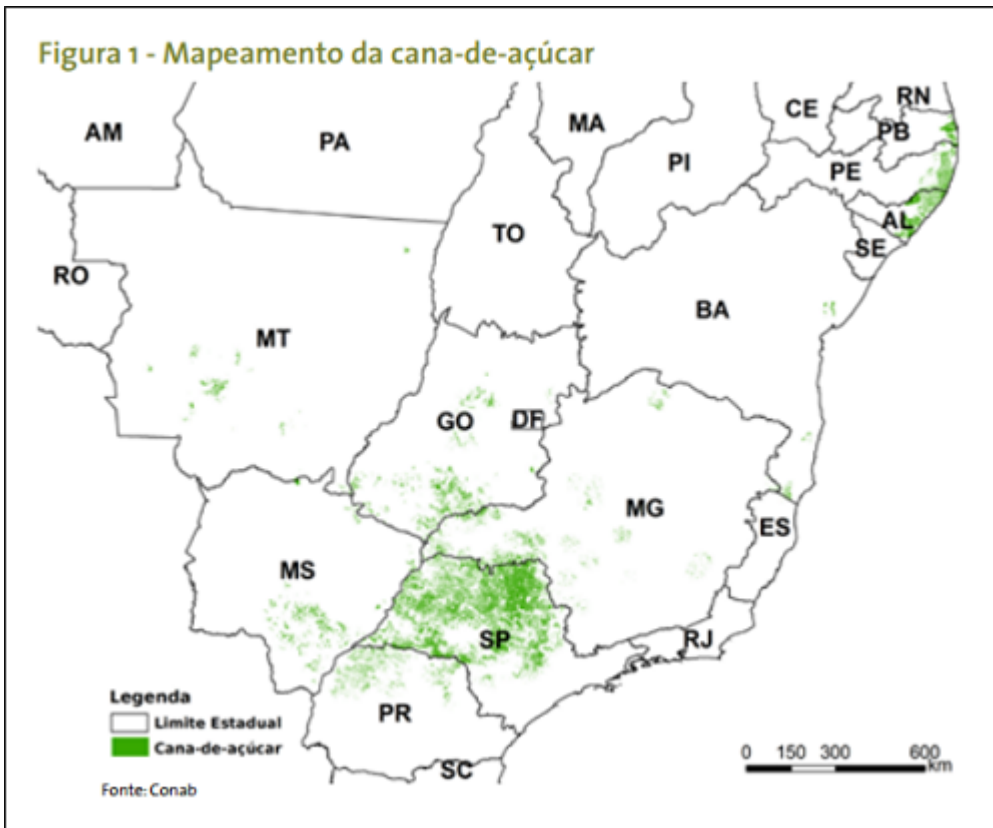 Figura 1 - Mapeamento da cana-de-açúcar
AM
PA
MA
CE
RN
PB
PI
PE
AL
SE
TO
RO
BA
MT
GO
DF
MG
ES
MS
SP
RJ
PR
SC
Legenda
Limite Estadual
Cana-de-açúcar
Fonte: Conab
0 150 300 600
km